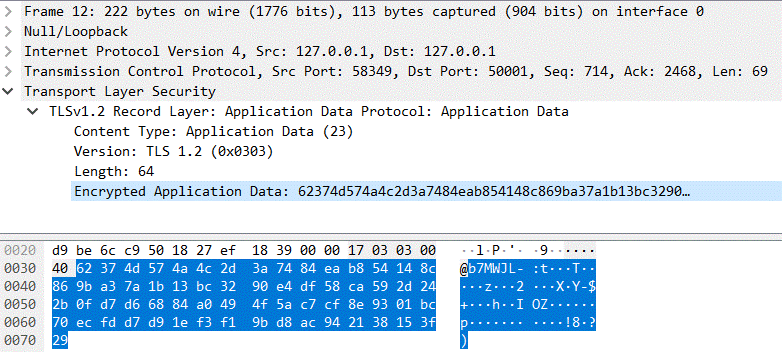 Frame 12: 222 bytes on wire (1776 bits), 113 bytes captured (904 bits) on interface 0
Null/Loopback
Internet Protocol Version 4, Src: 127.0.0.1, Dst: 127.0.0.1
Transmission Control Protocol, Src Port: 58349, Dst Port: 50001, Seq: 714, Ack: 2468, Len: 69
Transport Layer Security
TLSv1.2 Record Layer: Application Data Protocol: Application Data
Content Type: Application Data (23)
Version: TLS 1.2 (0x0303)
Length: 64
Encrypted Application Data: 62374d574a4c2d3a7484eab854148c869ba37a1b13bc3290…
0020 d9 be 6c c9 50 18 27 ef 18 39 00 00 17 03 03 00 ··l·P·'· ·9······
0030 40 62 37 4d 57 4a 4c 2d 3a 74 84 ea b8 54 14 8c @b7MWJL- :t···T··
0040 86 9b a3 7a 1b 13 bc 32 90 e4 df 58 ca 59 2d 24 ···z···2 ···X·Y-$
0050 2b 0f d7 d6 68 84 a0 49 4f 5a c7 cf 8e 93 01 bc +···h··I OZ······
0060 70 ec fd d7 d9 1e f3 f1 9b d8 ac 94 21 38 15 3f p······· ····!8·?
0070 29 )